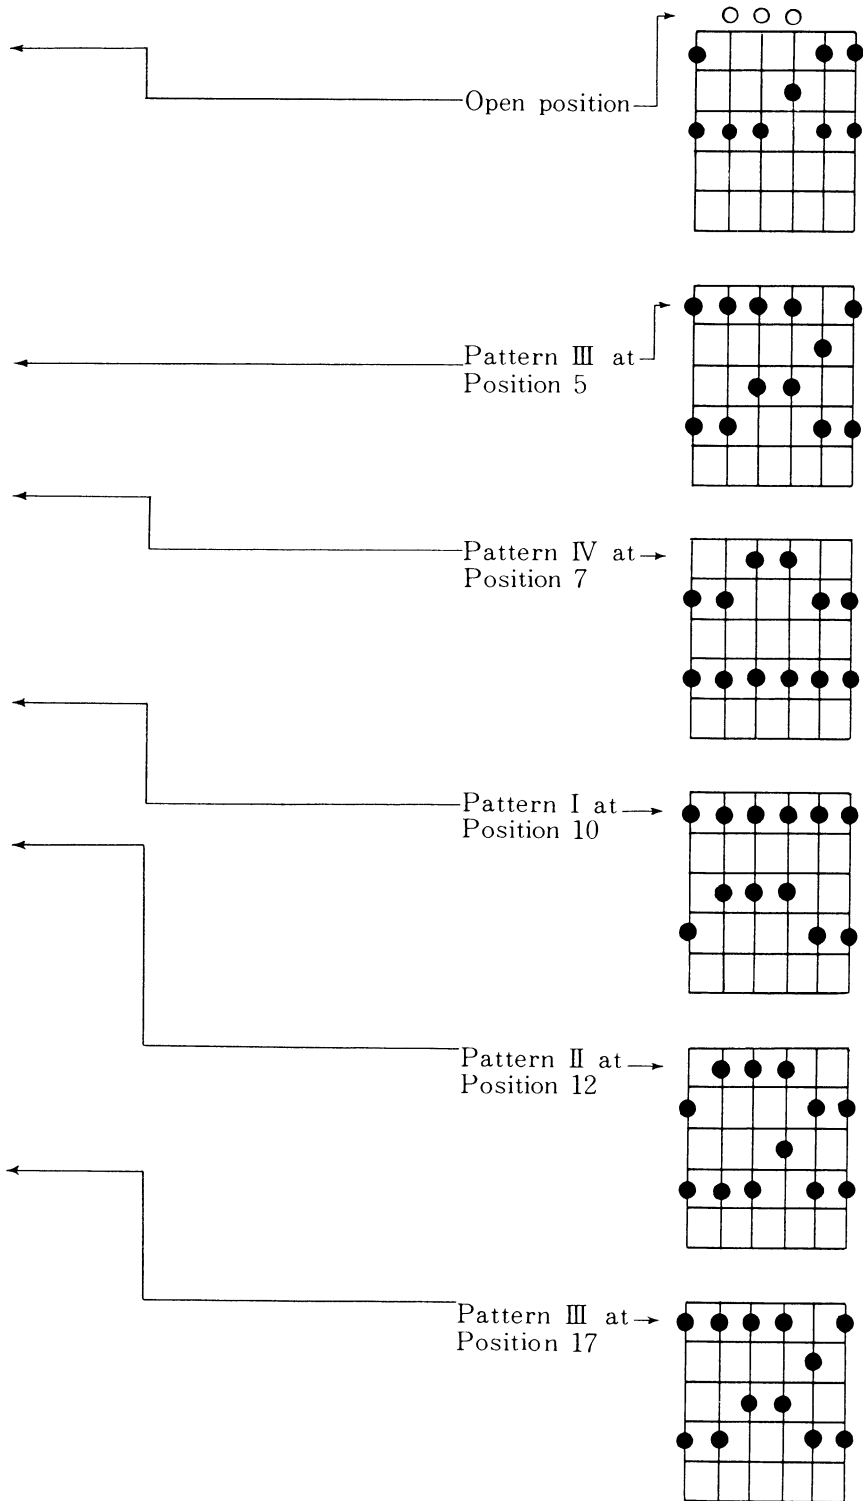 Open position
Pattern Ⅲ at
Position 5
Pattern Ⅳ at
Position 7
Pattern Ⅰ at
Position 10
Pattern Ⅱ at
Position 12
Pattern Ⅲ at
Position 17